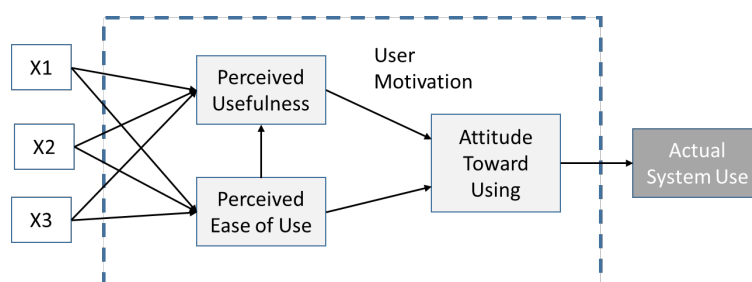 X1
X2
X3
Perceived
Usefulness
Perceived
Ease of Use
User
Motivation
Attitude
Toward
Using
Actual
System Use